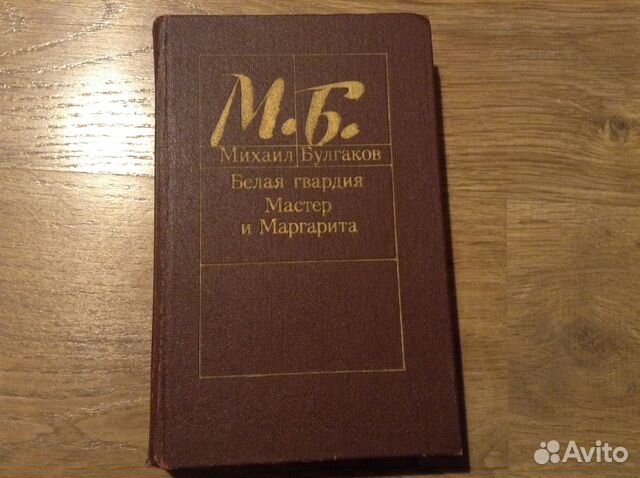 М.Б.
Михаил Булгаков
Белая гвардия
Мастер
и Маргарита
Avito